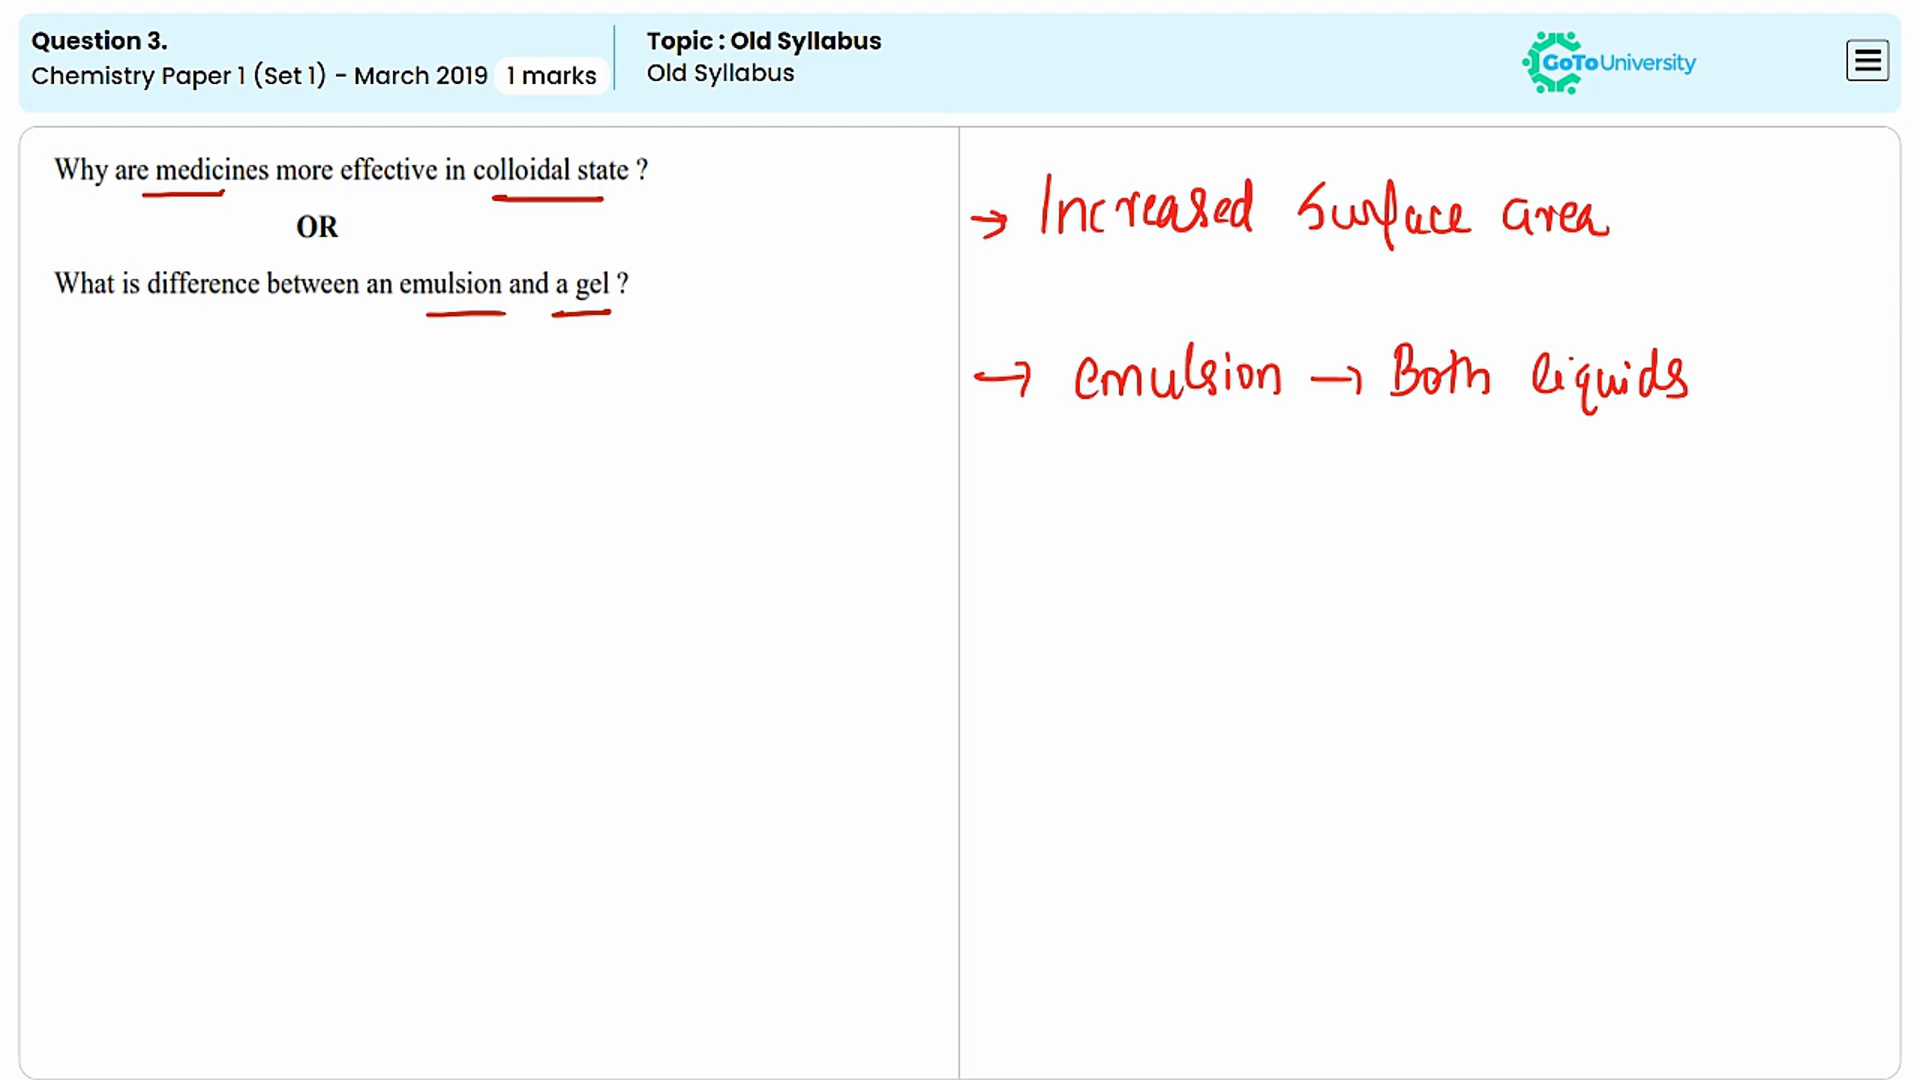 Question 3.
Chemistry Paper 1 (Set 1) - March 2019 1 marks
Topic : Old Syllabus
Old Syllabus
GoToUniversity
Why are medicines more effective in colloidal state ?
OR
What is difference between an emulsion and a gel ?
→ Increased surface area
→ emulsion → Both liquids